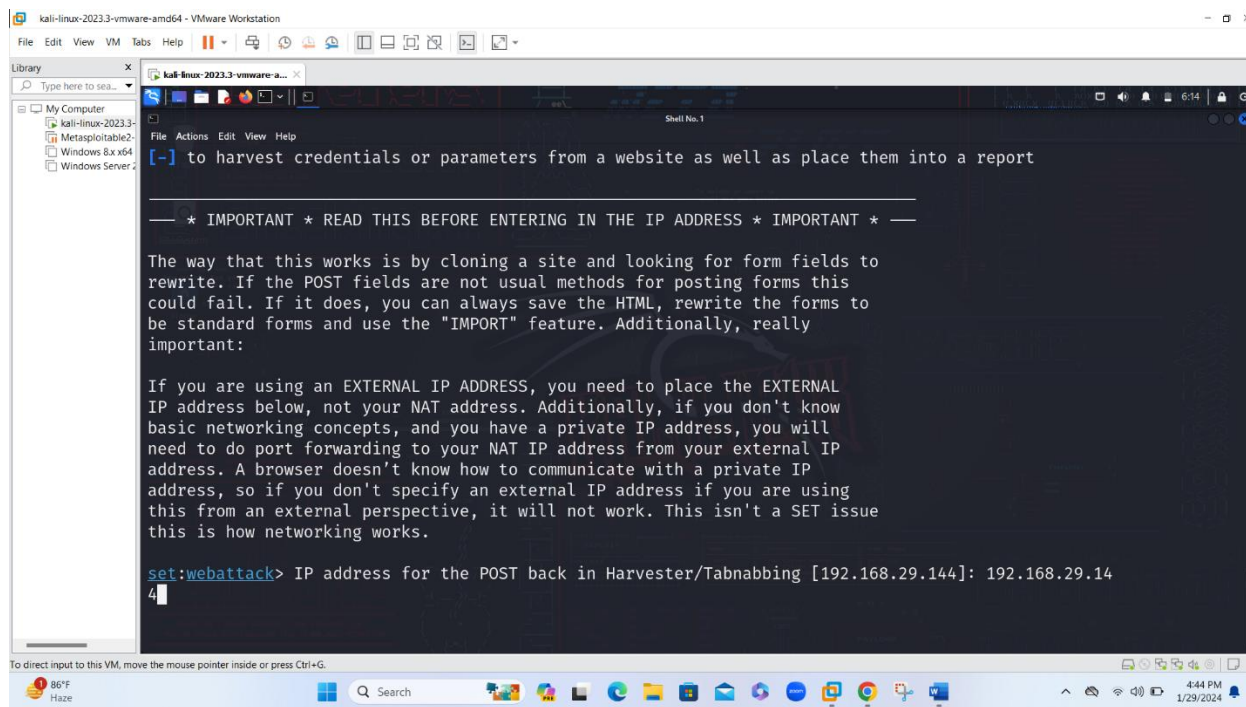 kali-linux-2023.3-vmware-amd64 - VMware Workstation
File Edit View VM Tabs Help
Library
Type here to sea...
My Computer
kali-linux-2023.3-
Metasploitable2-
Windows 8.x x64
Windows Server 2
kali-linux-2023.3-vmware-a...
6:14
Shell No. 1
File Actions Edit View Help
[-] to harvest credentials or parameters from a website as well as place them into a report
— * IMPORTANT * READ THIS BEFORE ENTERING IN THE IP ADDRESS * IMPORTANT * —
The way that this works is by cloning a site and looking for form fields to
rewrite. If the POST fields are not usual methods for posting forms this
could fail. If it does, you can always save the HTML, rewrite the forms to
be standard forms and use the "IMPORT" feature. Additionally, really
important:
If you are using an EXTERNAL IP ADDRESS, you need to place the EXTERNAL
IP address below, not your NAT address. Additionally, if you don't know
basic networking concepts, and you have a private IP address, you will
need to do port forwarding to your NAT IP address from your external IP
address. A browser doesn't know how to communicate with a private IP
address, so if you don't specify an external IP address if you are using
this from an external perspective, it will not work. This isn't a SET issue
this is how networking works.
set:webattack> IP address for the POST back in Harvester/Tabnabbing [192.168.29.144]: 192.168.29.14
4
To direct input to this VM, move the mouse pointer inside or press Ctrl+G.
86°F
Haze
Search
4:44 PM
1/29/2024